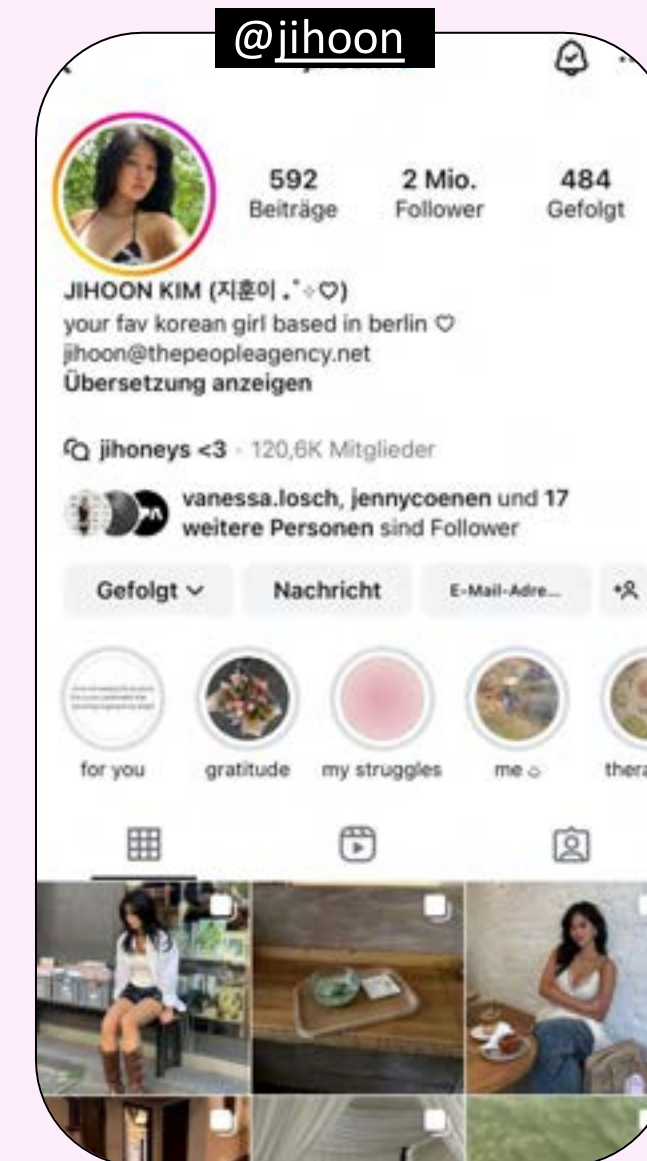 @jihoon
592
2 Mio.
484
Beiträge
Follower
Gefolgt
JIHOON KIM (지훈이 ₊˚⊹♡)
your fav korean girl based in berlin ♡
jihoon@thepeopleagency.net
Übersetzung anzeigen
jihoneys <3 · 120,6K Mitglieder
vanessa.losch, jennycoenen und 17
weitere Personen sind Follower
Gefolgt
Nachricht
E-Mail-Adre...
for you
gratitude
my struggles
me
thera